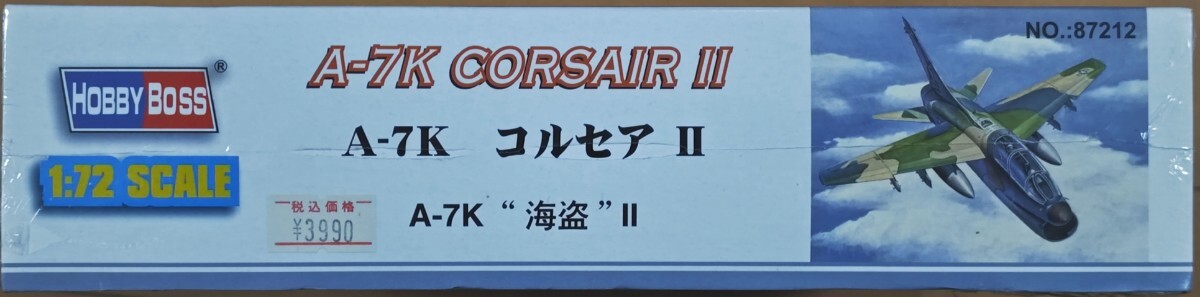 HOBBY BOSS®
1:72 SCALE
A-7K CORSAIR II
A-7K コルセア II
税込価格
¥3990
A-7K “海盗” II
NO.:87212